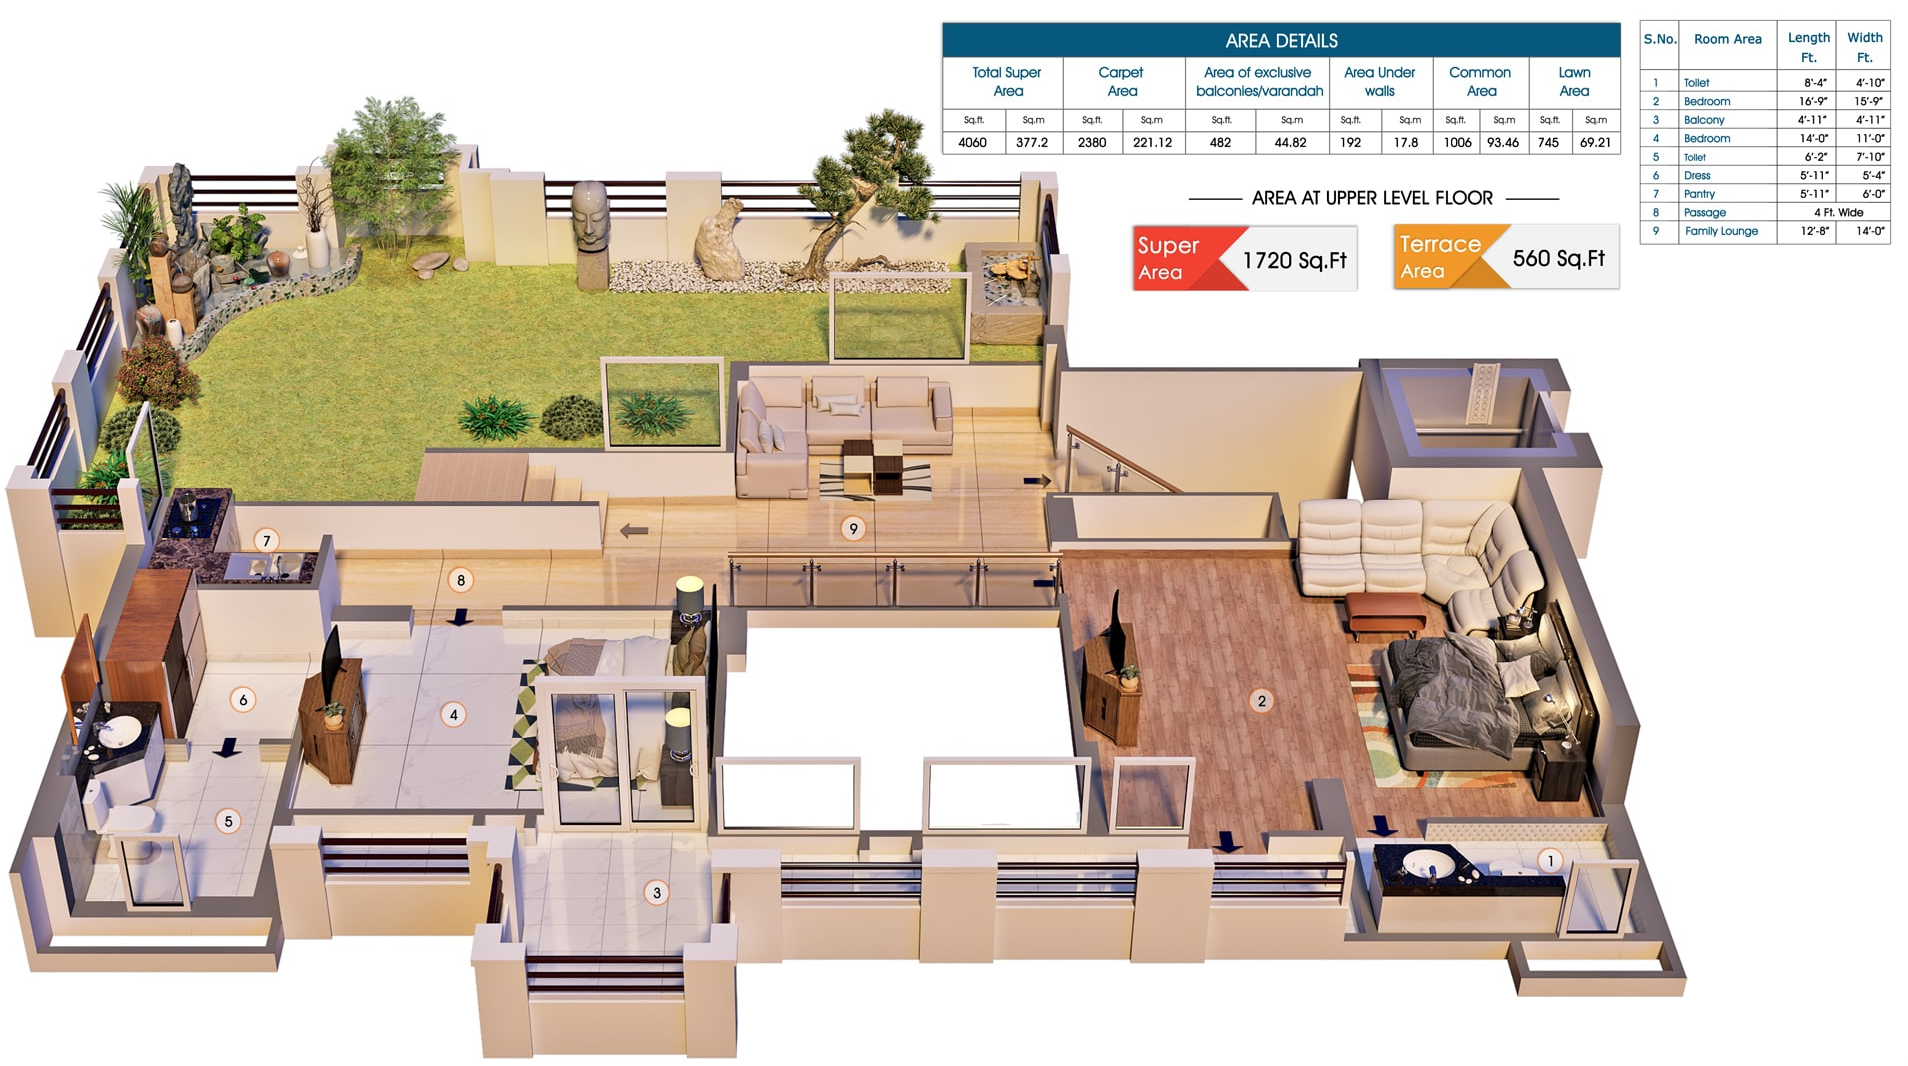 AREA DETAILS
Total Super Area Carpet Area Area of exclusive balconies/varandah Area Under walls Common Area Lawn Area
Sq.ft. Sq.m Sq.ft. Sq.m Sq.ft. Sq.m Sq.ft. Sq.m Sq.ft. Sq.m Sq.ft. Sq.m
4060 377.2 2380 221.12 482 44.82 192 17.8 1006 93.46 745 69.21
AREA AT UPPER LEVEL FLOOR
Super Area 1720 Sq.Ft
Terrace Area 560 Sq.Ft
S.No. Room Area Length Ft. Width Ft.
1 Toilet 8'-4" 4'-10"
2 Bedroom 16'-9" 15'-9"
3 Balcony 4'-11" 4'-11"
4 Bedroom 14'-0" 11'-0"
5 Toilet 6'-2" 7'-10"
6 Dress 5'-11" 5'-4"
7 Pantry 5'-11" 6'-0"
8 Passage 4 Ft. Wide
9 Family Lounge 12'-8" 14'-0"
9
7
8
6
4
2
5
1
3